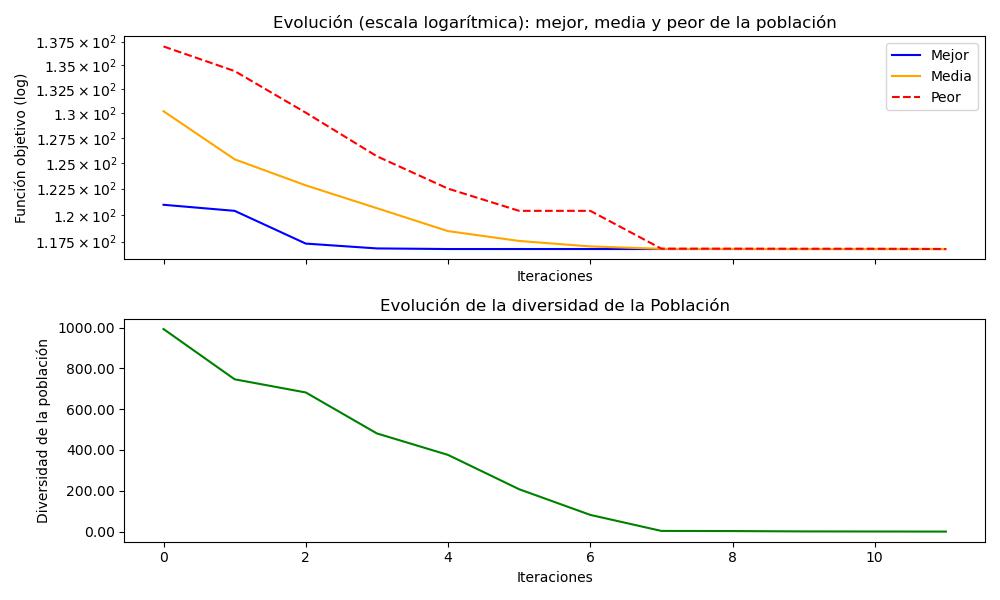 Evolución (escala logarítmica): mejor, media y peor de la población
Función objetivo (log)
1.375 × 10²
1.35 × 10²
1.325 × 10²
1.3 × 10²
1.275 × 10²
1.25 × 10²
1.225 × 10²
1.2 × 10²
1.175 × 10²
Mejor
Media
Peor
Iteraciones
Evolución de la diversidad de la Población
Diversidad de la población
1000.00
800.00
600.00
400.00
200.00
0.00
0 2 4 6 8 10
Iteraciones